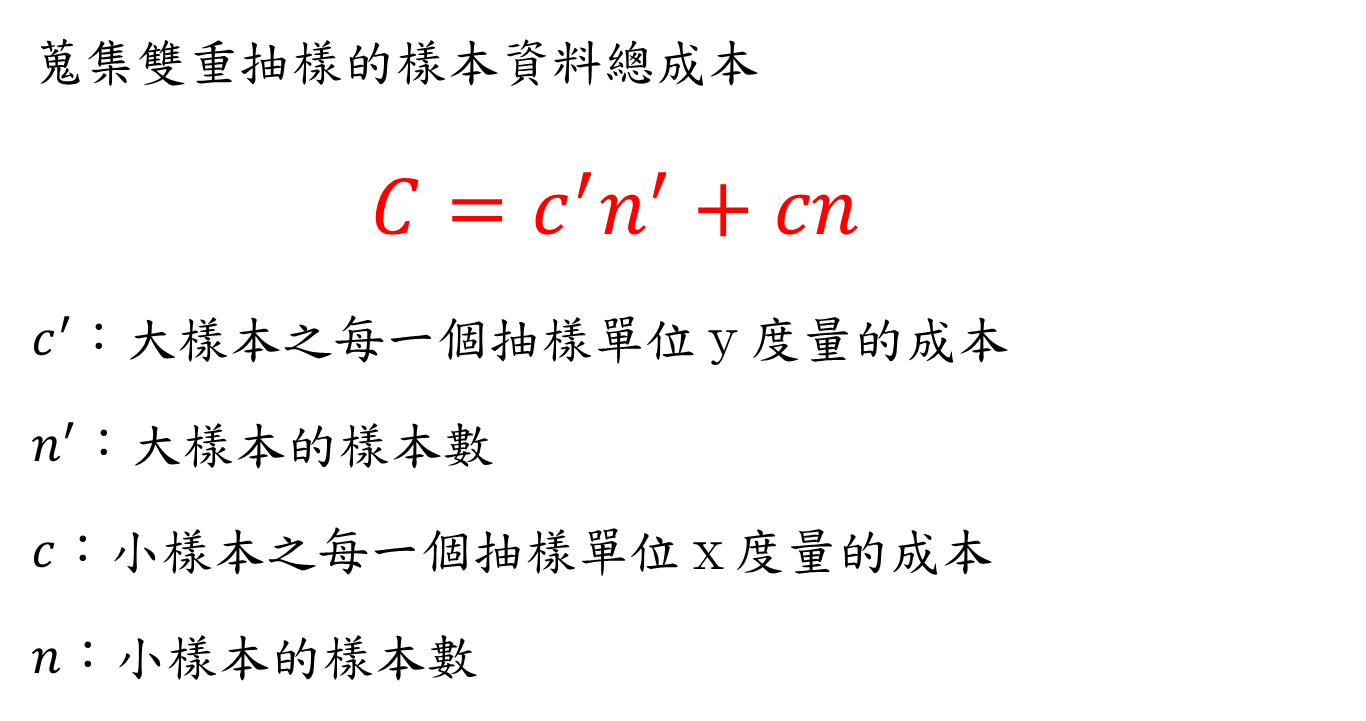 蒐集雙重抽樣的樣本資料總成本
C = c′n′ + cn
c′：大樣本之每一個抽樣單位 y 度量的成本
n′：大樣本的樣本數
c：小樣本之每一個抽樣單位 x 度量的成本
n：小樣本的樣本數